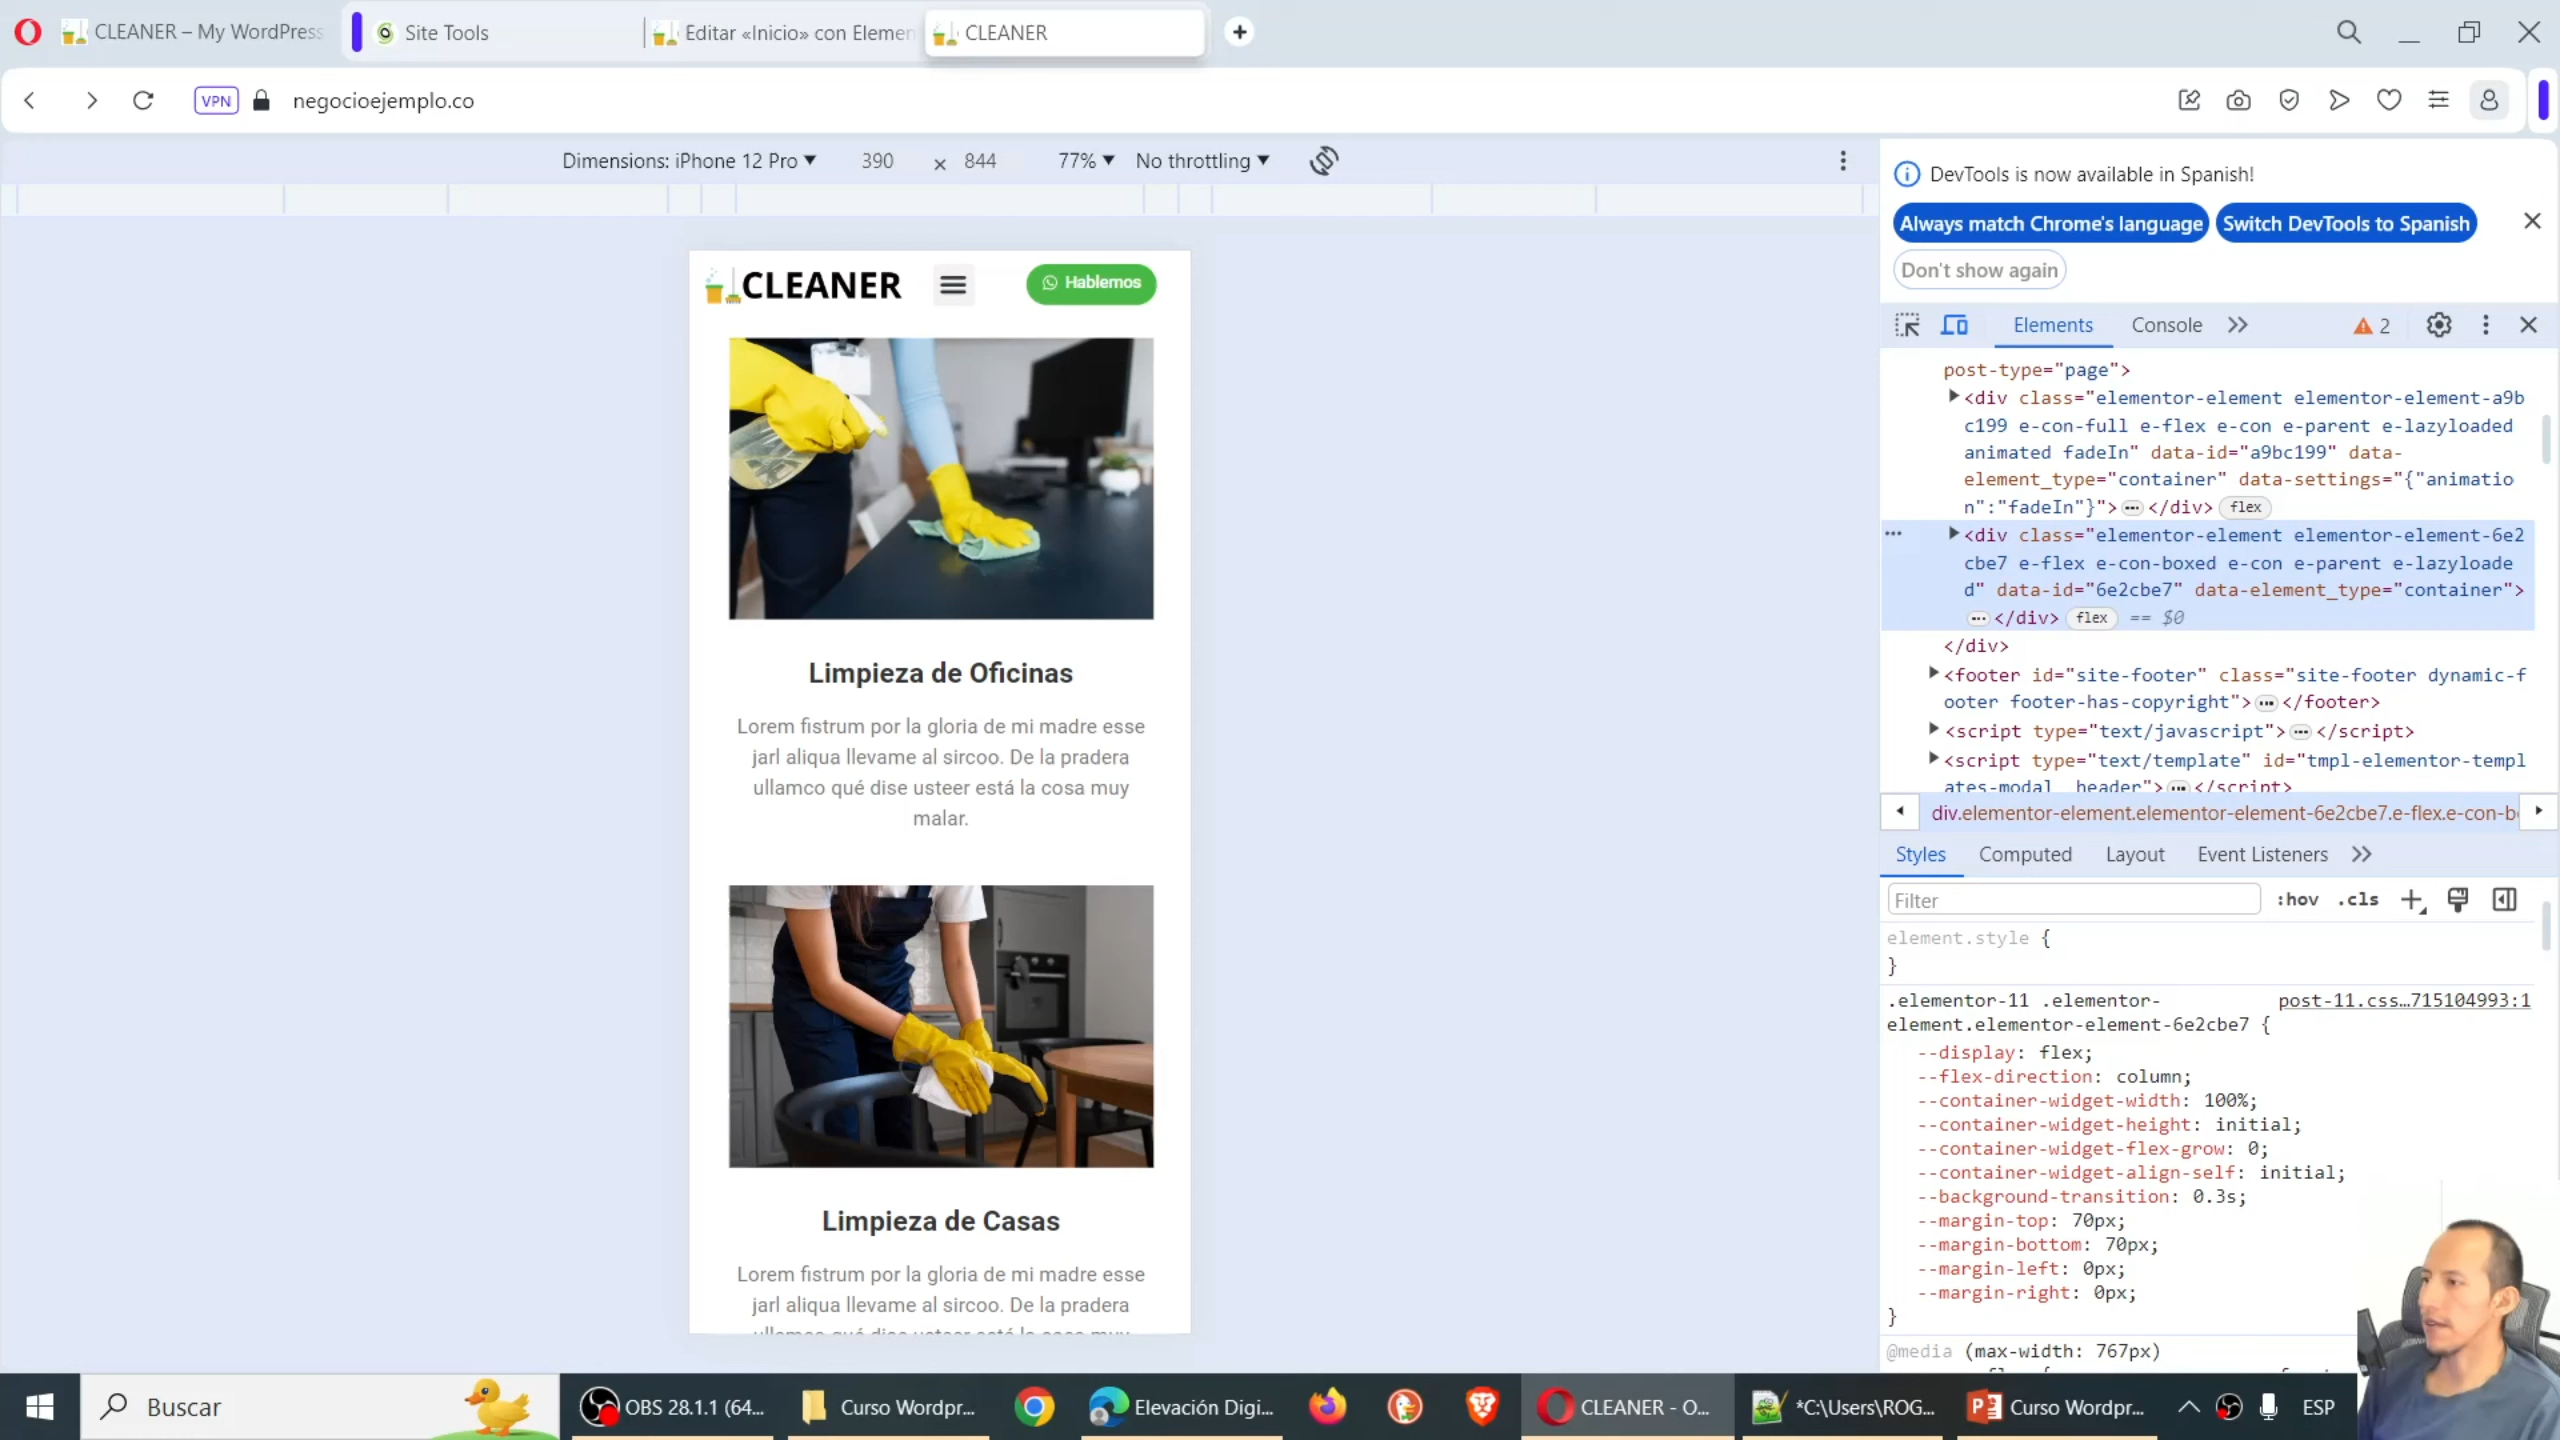 CLEANER – My WordPress
Site Tools
Editar «Inicio» con Elemen
CLEANER
VPN
negocioejemplo.co
Dimensions: iPhone 12 Pro ▼ 390 × 844 77% ▼ No throttling ▼
DevTools is now available in Spanish!
Always match Chrome's language
Switch DevTools to Spanish
Don't show again
Elements
Console
2
CLEANER
Hablemos
Limpieza de Oficinas
Lorem fistrum por la gloria de mi madre esse
jarl aliqua llevame al sircoo. De la pradera
ullamco qué dise usteer está la cosa muy
malar.
Limpieza de Casas
Lorem fistrum por la gloria de mi madre esse
jarl aliqua llevame al sircoo. De la pradera
ullamco qué dise usteer está la cosa muy
post-type="page">
<div class="elementor-element elementor-element-a9b
c199 e-con-full e-flex e-con e-parent e-lazyloaded
animated fadeIn" data-id="a9bc199" data-
element_type="container" data-settings="{"animatio
n":"fadeIn"}"> … </div> flex
<div class="elementor-element elementor-element-6e2
cbe7 e-flex e-con-boxed e-con e-parent e-lazyloade
d" data-id="6e2cbe7" data-element_type="container">
… </div> flex == $0
</div>
<footer id="site-footer" class="site-footer dynamic-f
ooter footer-has-copyright"> … </footer>
<script type="text/javascript"> … </script>
<script type="text/template" id="tmpl-elementor-templ
ates-modal__header"> … </script>
div.elementor-element.elementor-element-6e2cbe7.e-flex.e-con-b
Styles
Computed
Layout
Event Listeners
Filter
:hov .cls
element.style {
}
.elementor-11 .elementor-
post-11.css…715104993:1
element.elementor-element-6e2cbe7 {
--display: flex;
--flex-direction: column;
--container-widget-width: 100%;
--container-widget-height: initial;
--container-widget-flex-grow: 0;
--container-widget-align-self: initial;
--background-transition: 0.3s;
--margin-top: 70px;
--margin-bottom: 70px;
--margin-left: 0px;
--margin-right: 0px;
}
@media (max-width: 767px)
Buscar
OBS 28.1.1 (64...
Curso Wordpr...
Elevación Digi...
CLEANER - O...
*C:\Users\ROG...
Curso Wordpr...
ESP